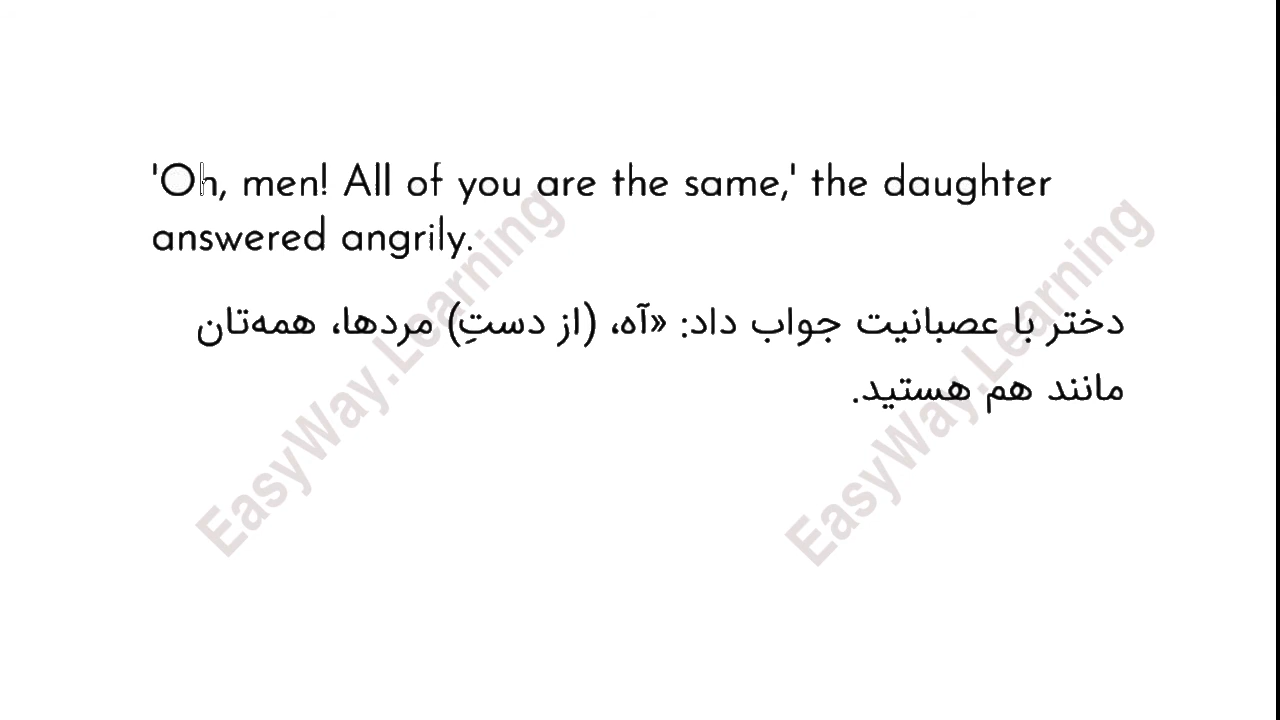 'Oh, men! All of you are the same,' the daughter
answered angrily.
دختر با عصبانیت جواب داد: «آه، (از دستِ) مردها، همه‌تان
مانند هم هستید.
EasyWay.Learning
EasyWay.Learning